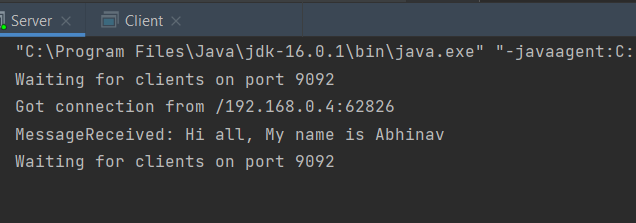 Server Client
"C:\Program Files\Java\jdk-16.0.1\bin\java.exe" "-javaagent:C:
Waiting for clients on port 9092
Got connection from /192.168.0.4:62826
MessageReceived: Hi all, My name is Abhinav
Waiting for clients on port 9092